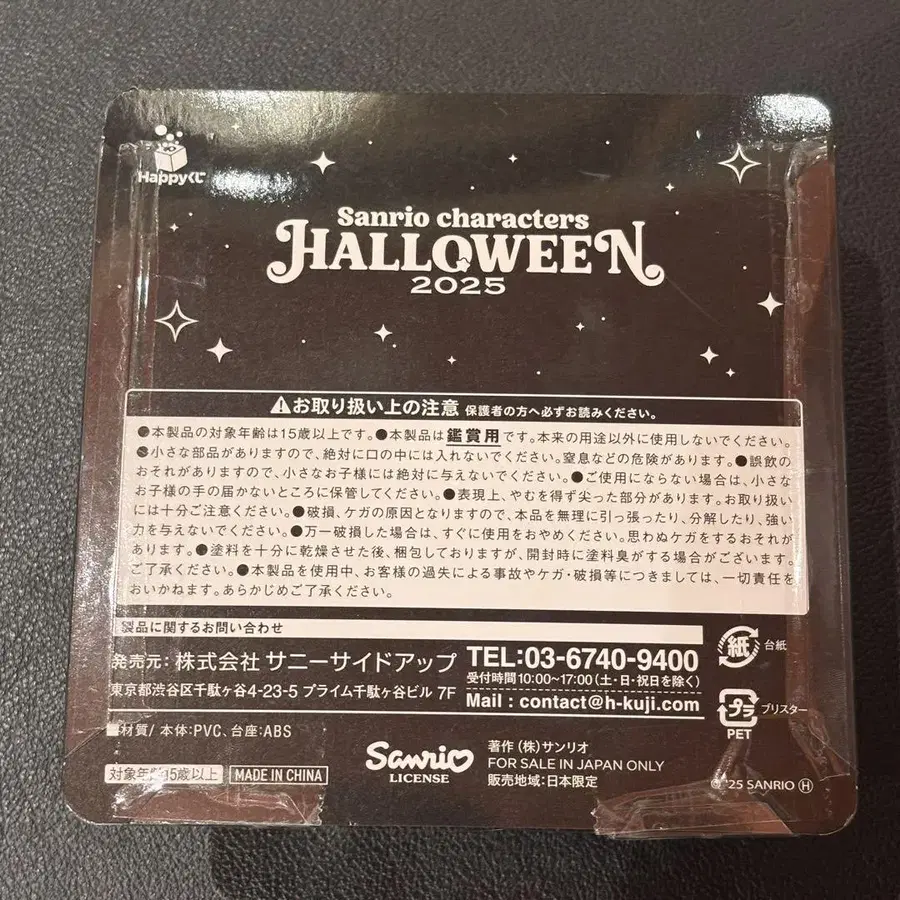 Happyくじ
Sanrio characters
HALLOWEEN
2025
⚠お取り扱い上の注意 保護者の方へ必ずお読みください。
●本製品の対象年齢は15歳以上です。●本製品は鑑賞用です。本来の用途以外に使用しないでください。
●小さな部品がありますので、絶対に口の中には入れないでください。窒息などの危険があります。●誤飲の
おそれがありますので、小さなお子様には絶対に与えないでください。●ご使用にならない場合は、小さな
お子様の手の届かないところに保管してください。●表現上、やむを得ず尖った部分があります。お取り扱い
には十分ご注意ください。●破損、ケガの原因となりますので、本品を無理に引っ張ったり、分解したり、強い
力を与えないでください。●万一破損した場合は、すぐに使用をおやめください。思わぬケガをするおそれが
あります。●塗料を十分に乾燥させた後、梱包しておりますが、開封時に塗料臭がする場合がございます。
ご了承ください。●本製品を使用中、お客様の過失による事故やケガ・破損等につきましては、一切責任を
おいかねます。あらかじめご了承ください。
製品に関するお問い合わせ
発売元：株式会社 サニーサイドアップ
東京都渋谷区千駄ヶ谷4-23-5 プライム千駄ヶ谷ビル 7F
TEL:03-6740-9400
受付時間10:00~17:00（土・日・祝日を除く）
Mail : contact@h-kuji.com
紙 台紙
プラ ブリスター
PET
■材質/ 本体:PVC、台座:ABS
対象年齢15歳以上
MADE IN CHINA
Sanrio
LICENSE
著作（株）サンリオ
FOR SALE IN JAPAN ONLY
販売地域:日本限定
© '25 SANRIO Ⓗ